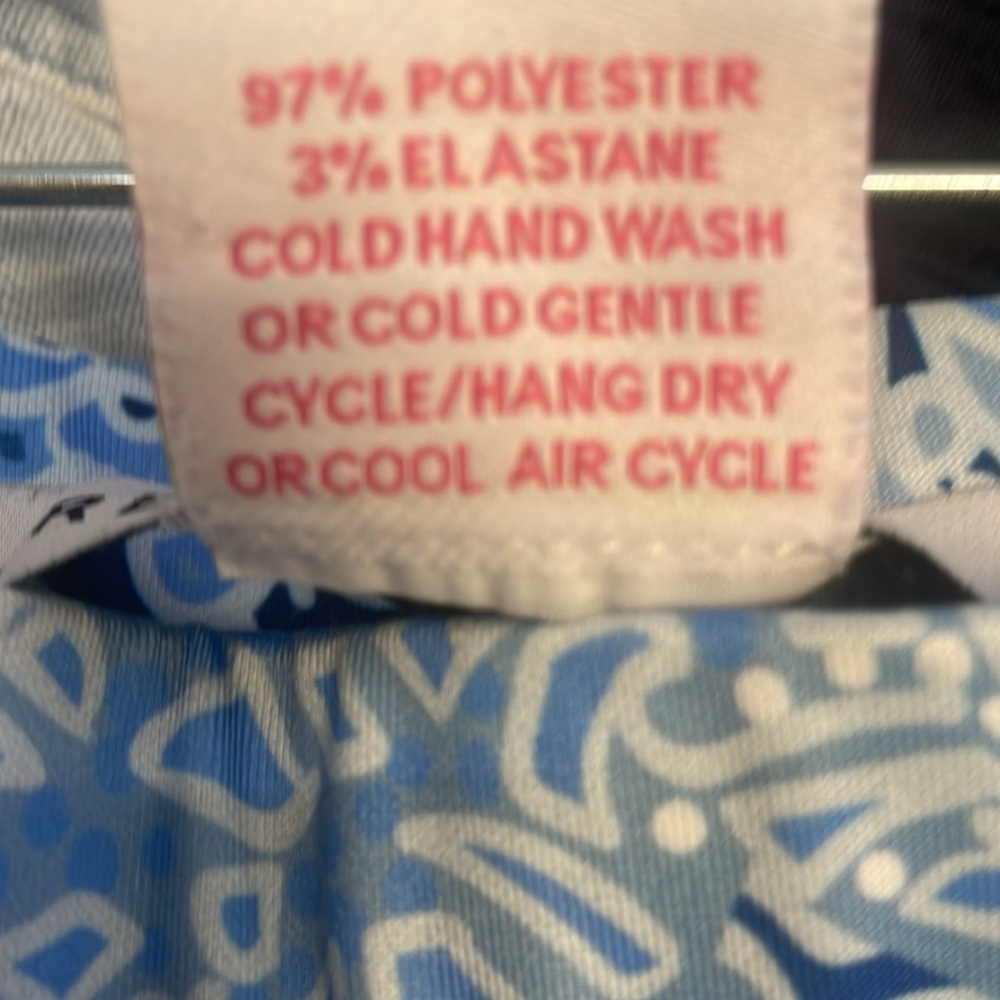 97% POLYESTER
3% ELASTANE
COLD HAND WASH
OR COLD GENTLE
CYCLE/HANG DRY
OR COOL AIR CYCLE